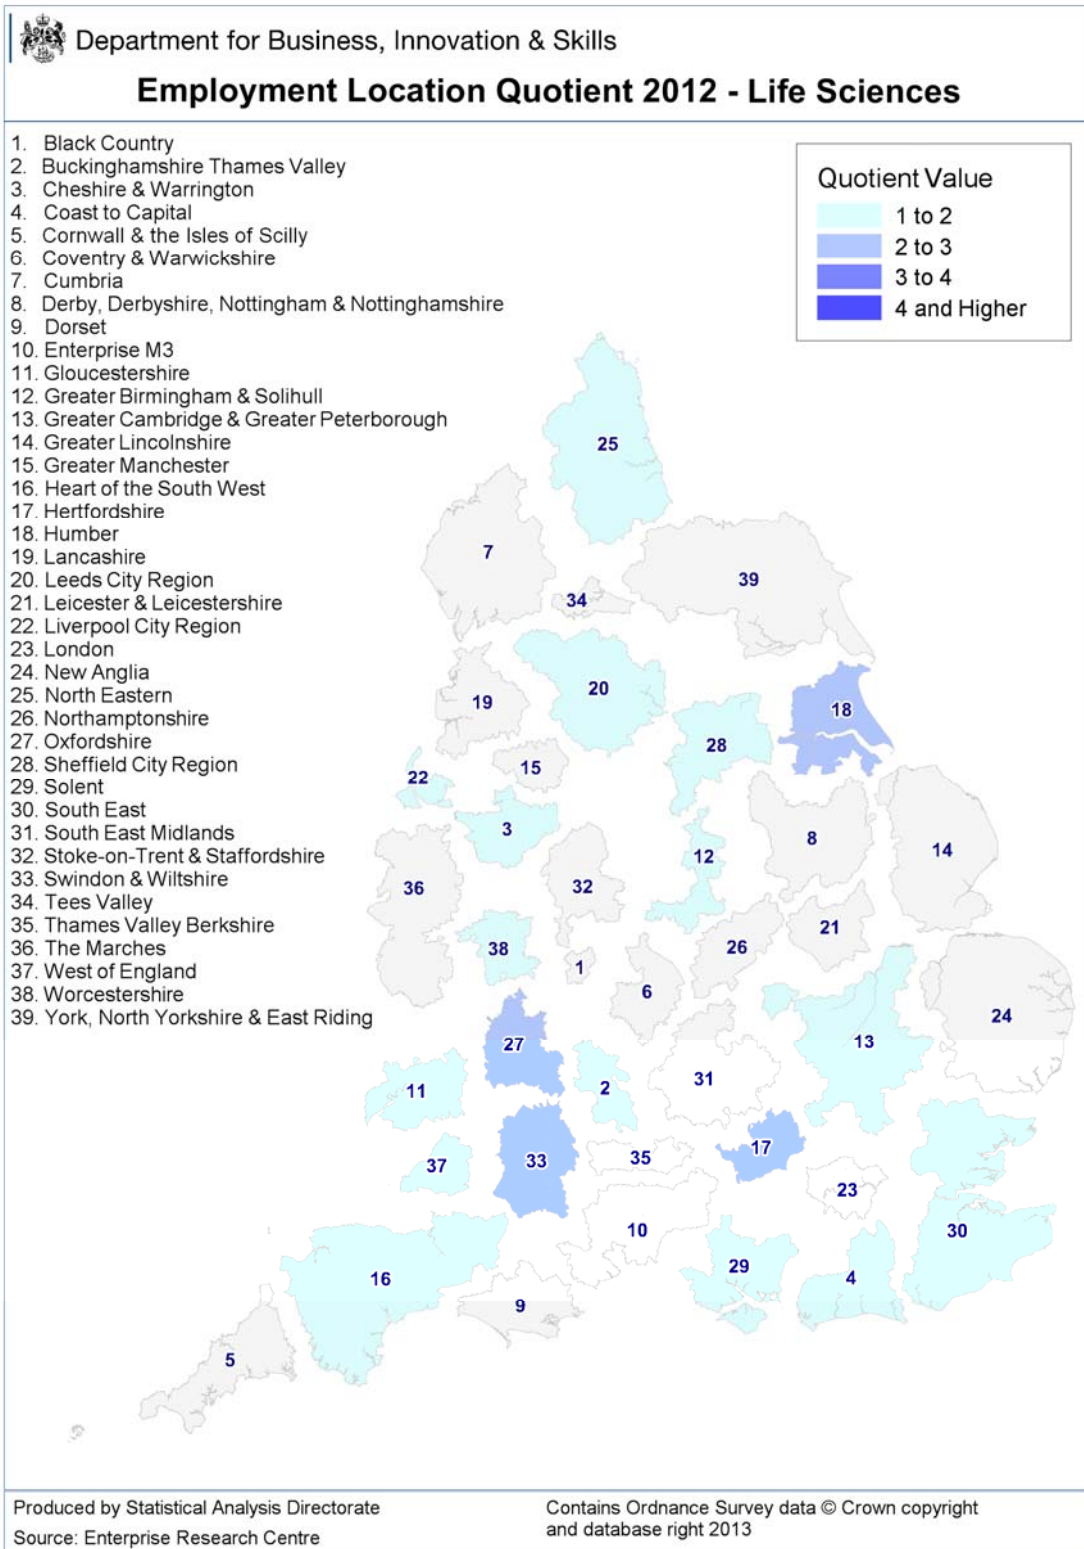 Department for Business, Innovation & Skills
Employment Location Quotient 2012 - Life Sciences
1. Black Country
2. Buckinghamshire Thames Valley
3. Cheshire & Warrington
4. Coast to Capital
5. Cornwall & the Isles of Scilly
6. Coventry & Warwickshire
7. Cumbria
8. Derby, Derbyshire, Nottingham & Nottinghamshire
9. Dorset
10. Enterprise M3
11. Gloucestershire
12. Greater Birmingham & Solihull
13. Greater Cambridge & Greater Peterborough
14. Greater Lincolnshire
15. Greater Manchester
16. Heart of the South West
17. Hertfordshire
18. Humber
19. Lancashire
20. Leeds City Region
21. Leicester & Leicestershire
22. Liverpool City Region
23. London
24. New Anglia
25. North Eastern
26. Northamptonshire
27. Oxfordshire
28. Sheffield City Region
29. Solent
30. South East
31. South East Midlands
32. Stoke-on-Trent & Staffordshire
33. Swindon & Wiltshire
34. Tees Valley
35. Thames Valley Berkshire
36. The Marches
37. West of England
38. Worcestershire
39. York, North Yorkshire & East Riding
Quotient Value
1 to 2
2 to 3
3 to 4
4 and Higher
25
7
39
34
20
19
18
28
15
22
3
8
12
14
32
36
21
26
38
1
6
24
27
13
31
2
11
17
35
33
37
23
10
30
29
4
16
9
5
Produced by Statistical Analysis Directorate
Source: Enterprise Research Centre
Contains Ordnance Survey data © Crown copyright
and database right 2013